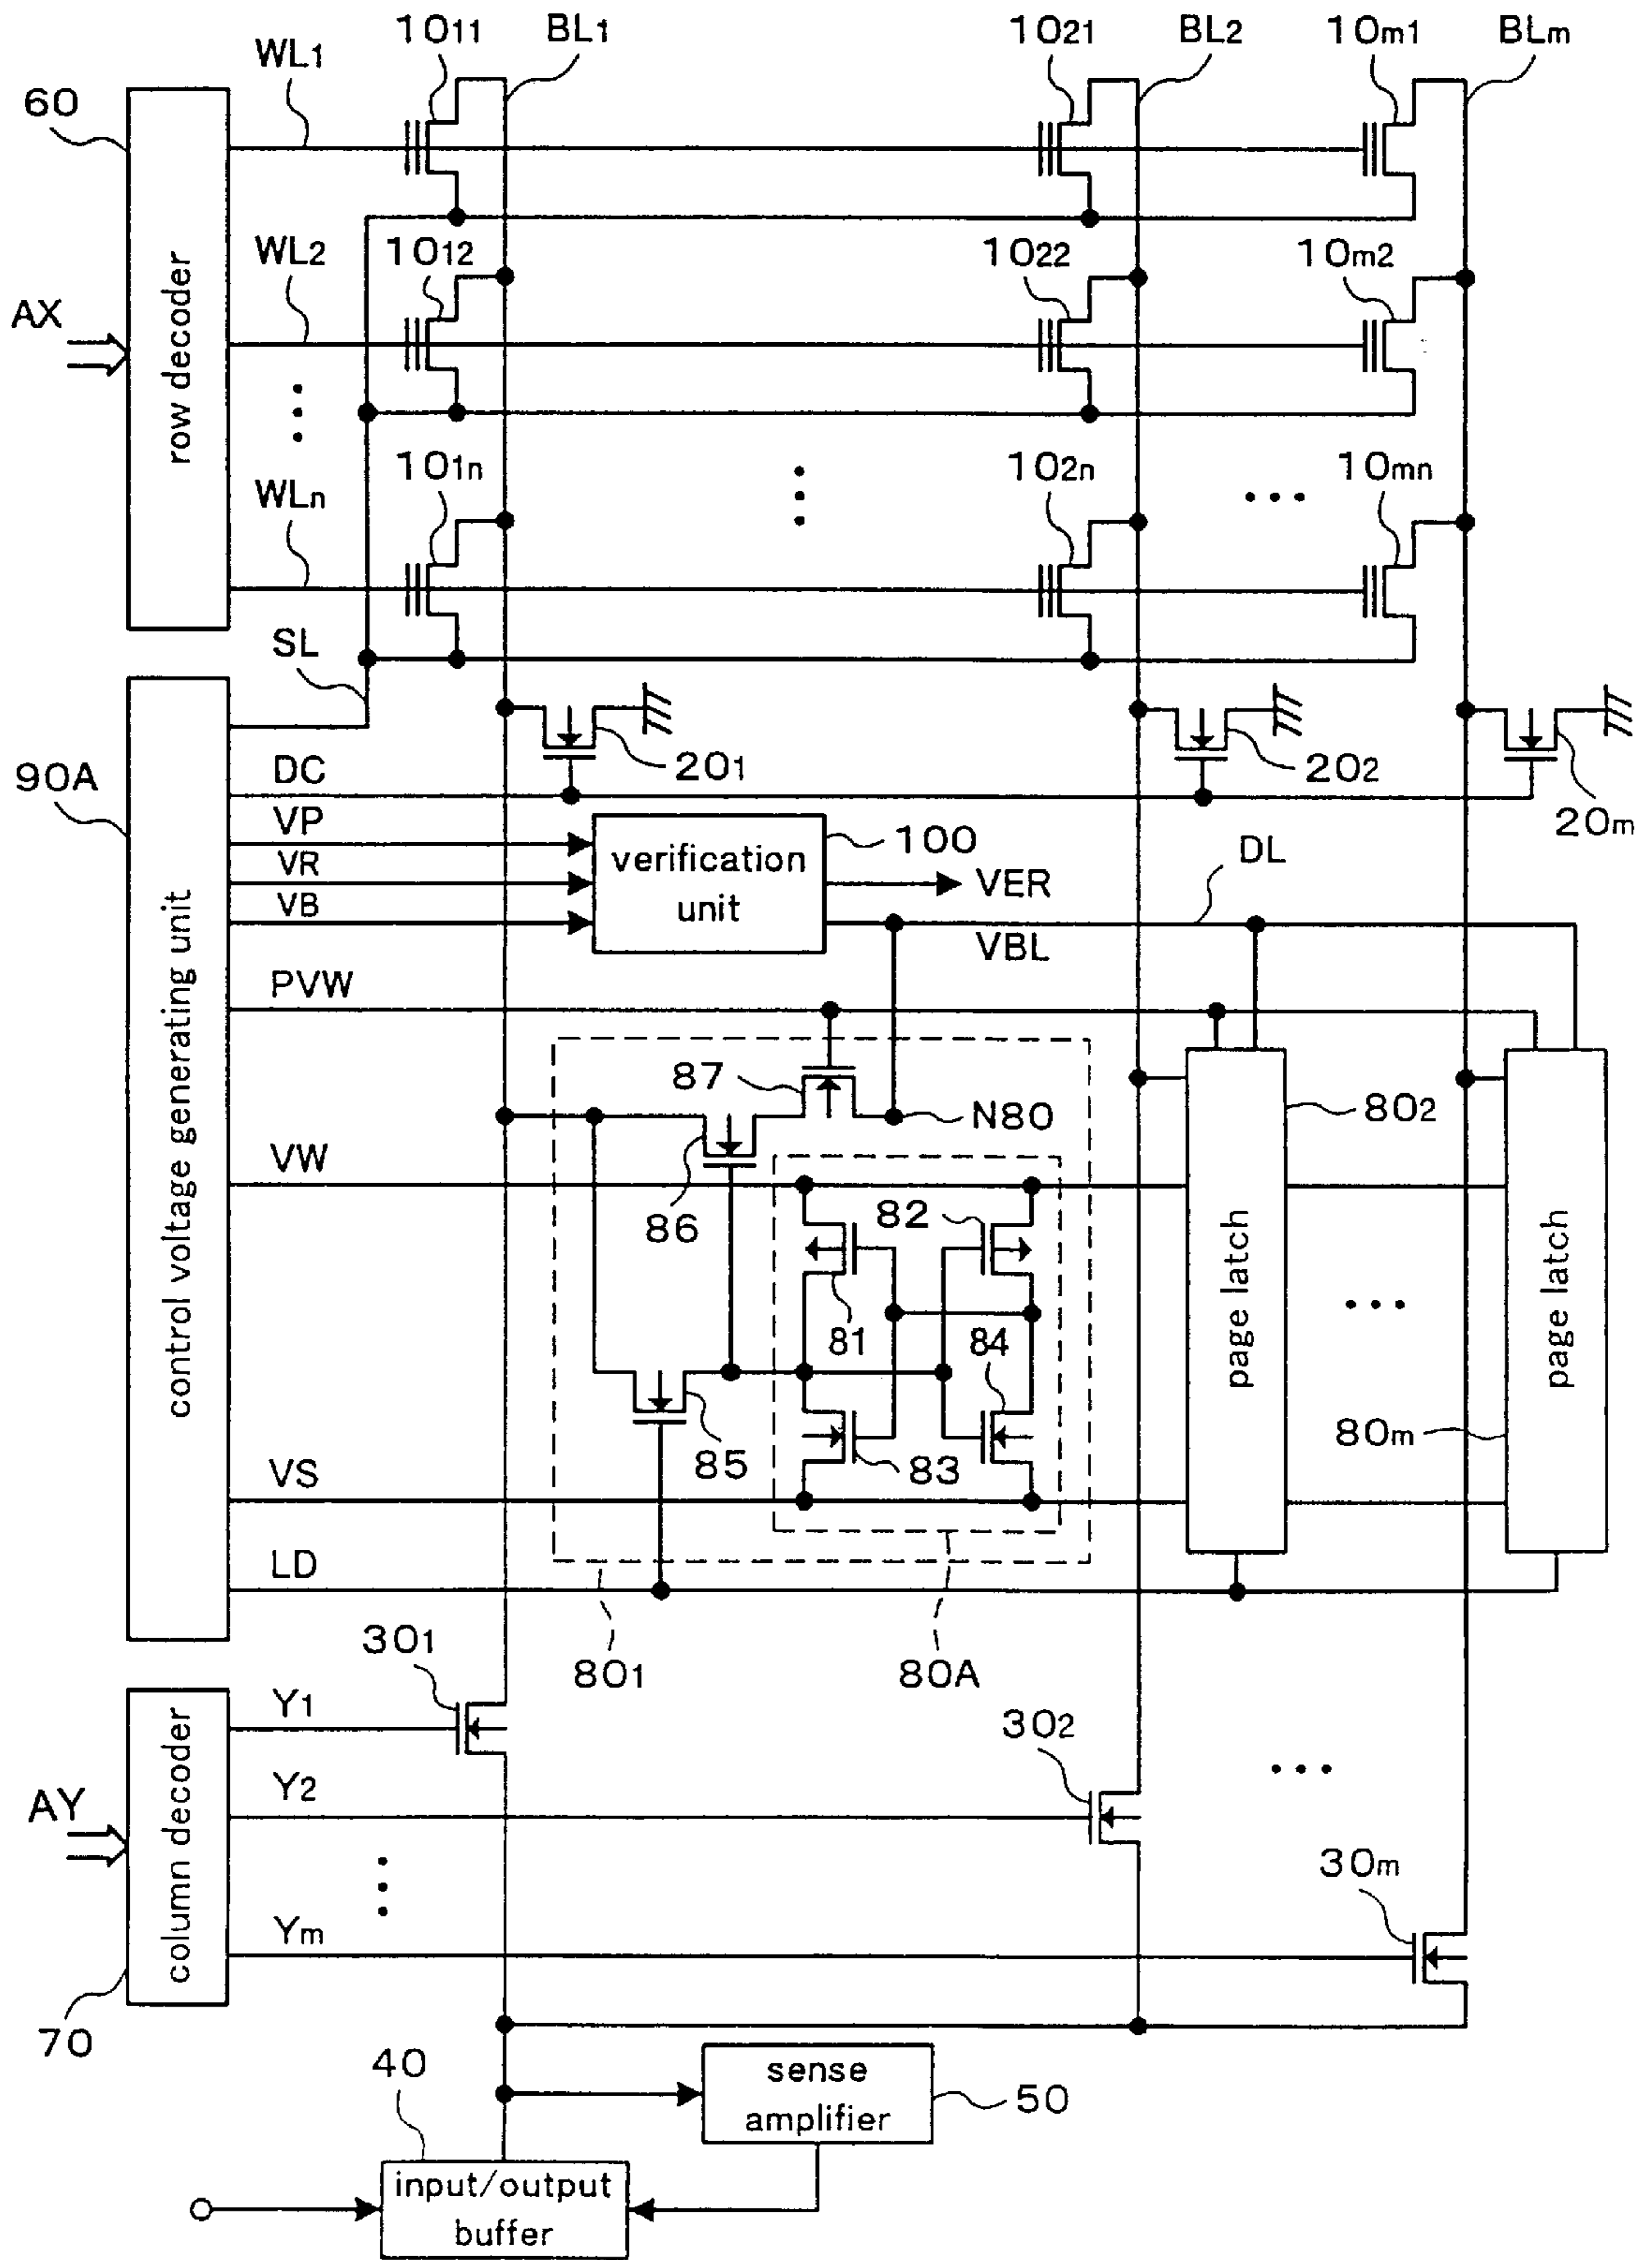 10₁₁ BL₁ 10₂₁ BL₂ 10m₁ BLm
WL₁
60
WL₂ 10₁₂ 10₂₂ 10m₂
AX
row decoder
10₁n 10₂n 10mn
WLn
SL
90A
20₁ 20₂ 20m
DC
VP
100
DL
VR
verification
unit
VER
VB
VBL
control voltage generating unit
PVW
87
N80
80₂
VW
86
82
81
84
page latch
page latch
80m
85
83
VS
LD
30₁
80₁
80A
Y₁
30₂
Y₂
AY
column decoder
30m
Ym
70
40
sense
amplifier
50
input/output
buffer